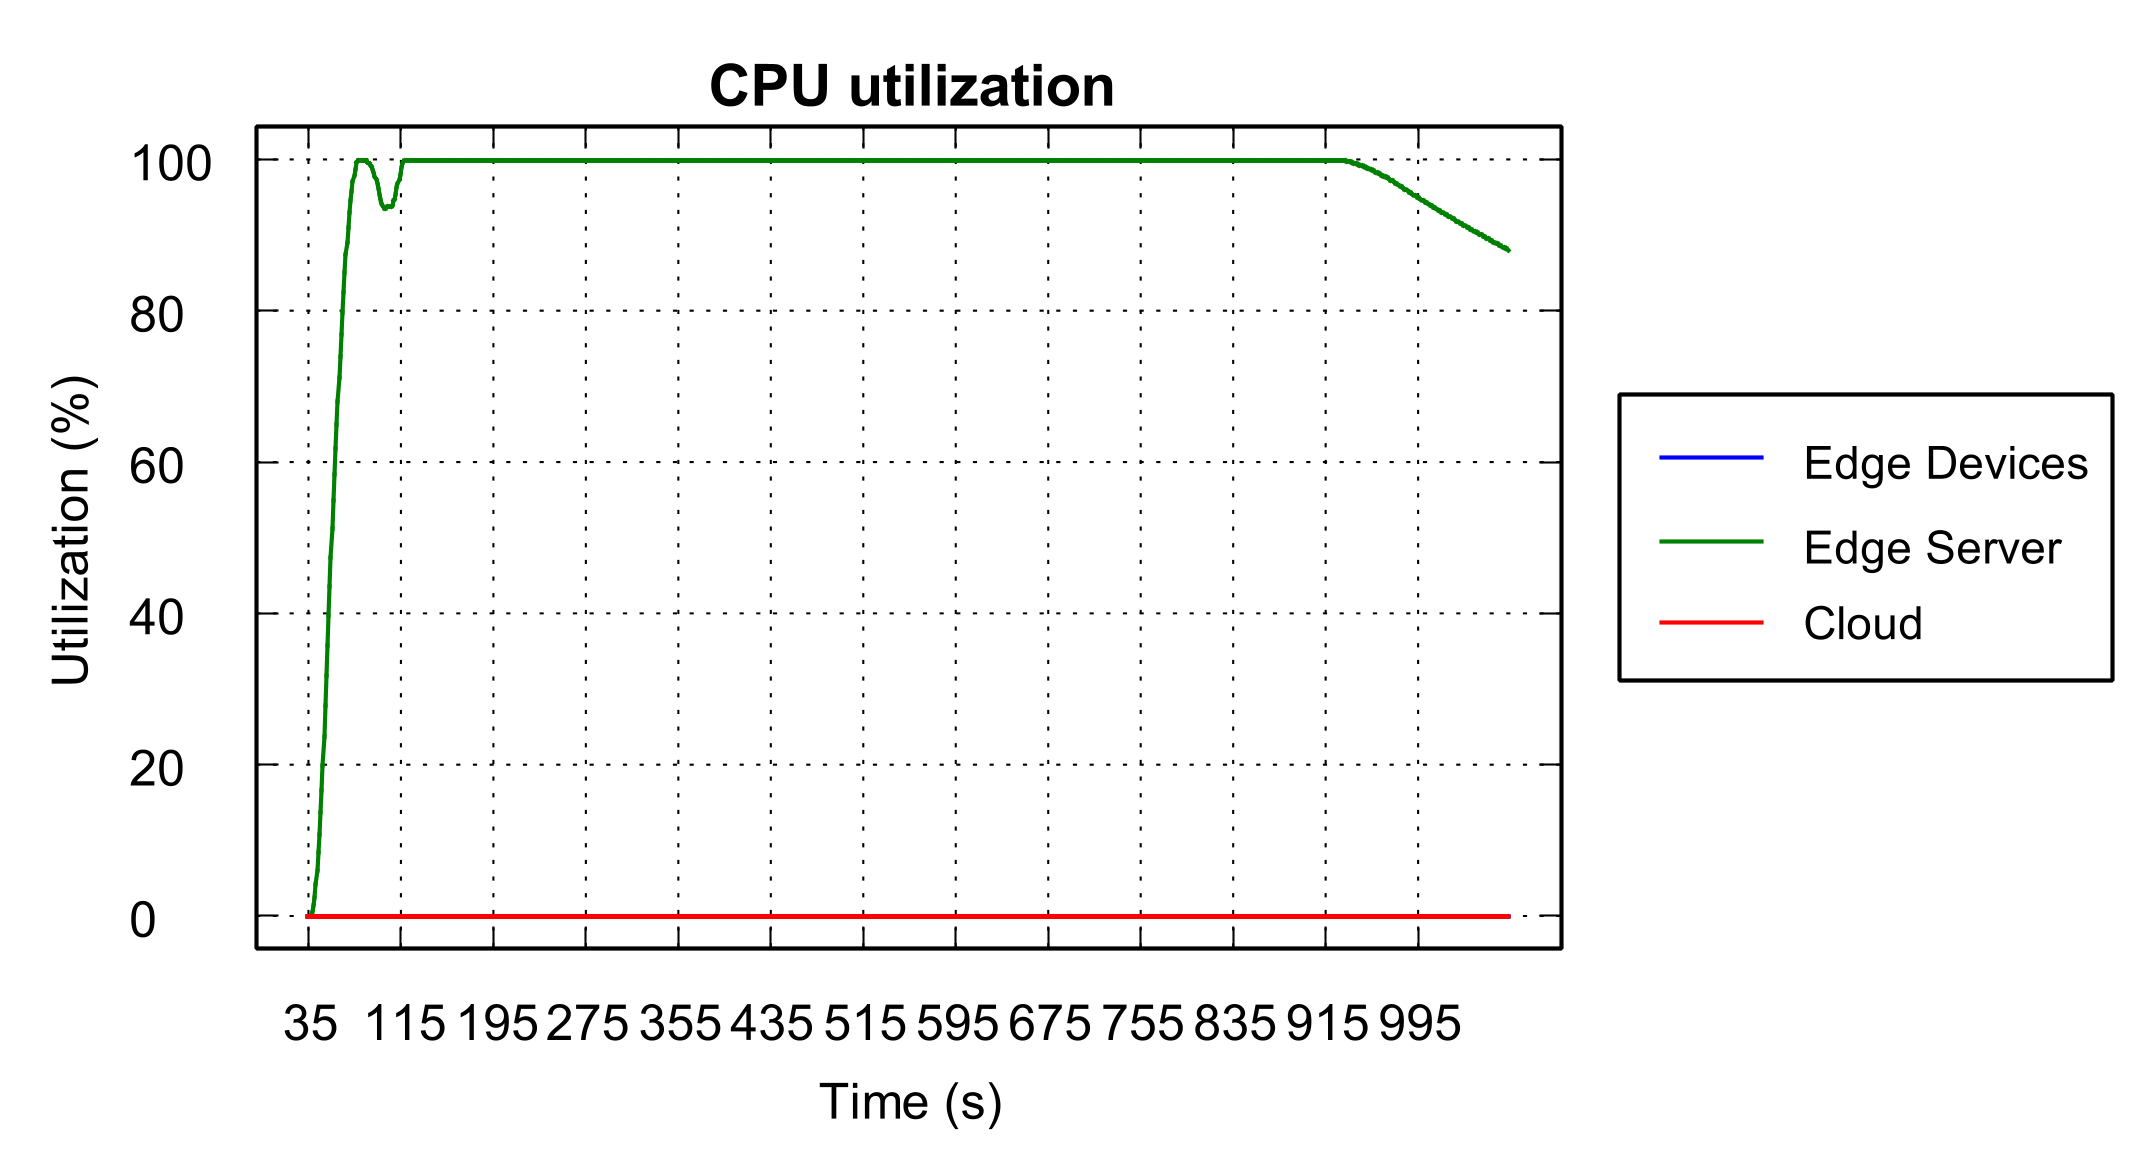 CPU utilization
100
80
60
40
20
0
Utilization (%)
35 115 195 275 355 435 515 595 675 755 835 915 995
Time (s)
Edge Devices
Edge Server
Cloud